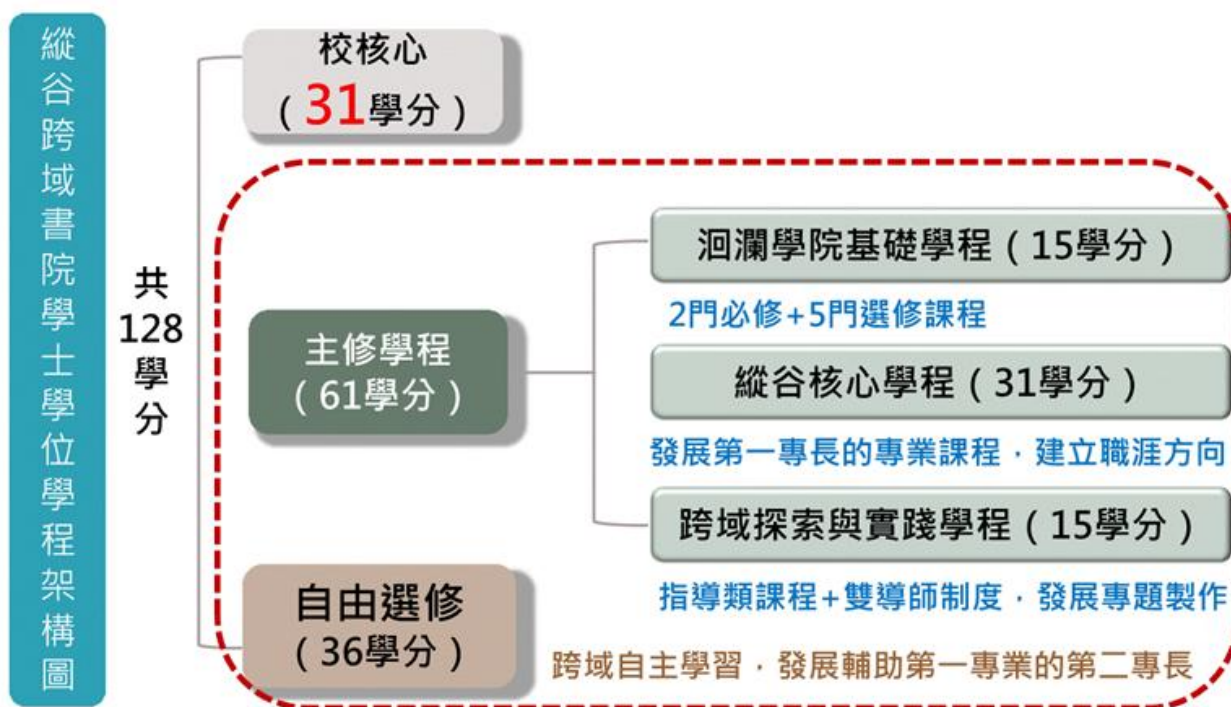 縱谷跨域書院學士學位學程架構圖
共
128
學
分
校核心
（31學分）
主修學程
（61學分）
洄瀾學院基礎學程（15學分）
2門必修+5門選修課程
縱谷核心學程（31學分）
發展第一專長的專業課程，建立職涯方向
跨域探索與實踐學程（15學分）
指導類課程+雙導師制度，發展專題製作
自由選修
（36學分）
跨域自主學習，發展輔助第一專業的第二專長